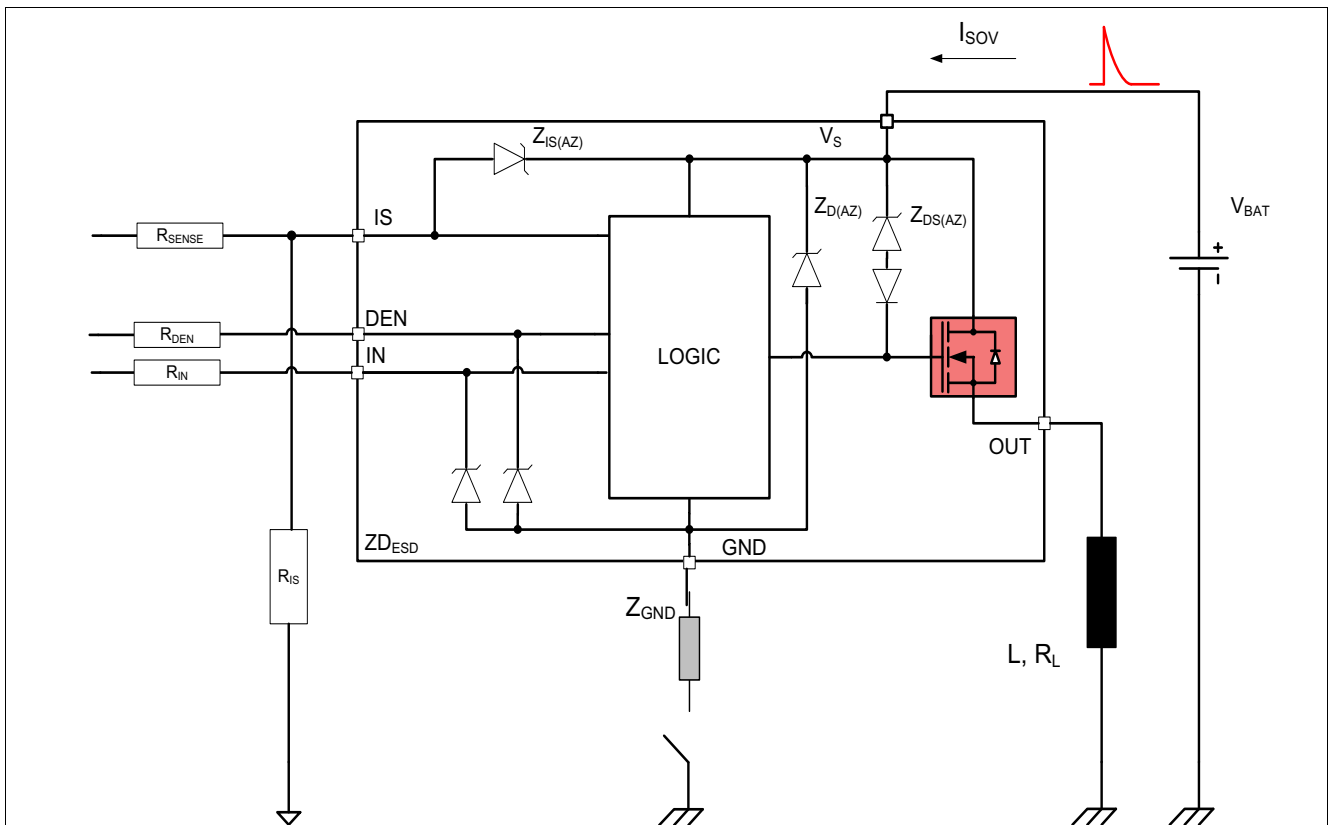 ISOV
ZIS(AZ)
VS
ZD(AZ)
ZDS(AZ)
VBAT
+
-
IS
RSENSE
DEN
RDEN
IN
RIN
LOGIC
OUT
ZDESD
GND
RIS
ZGND
L, RL